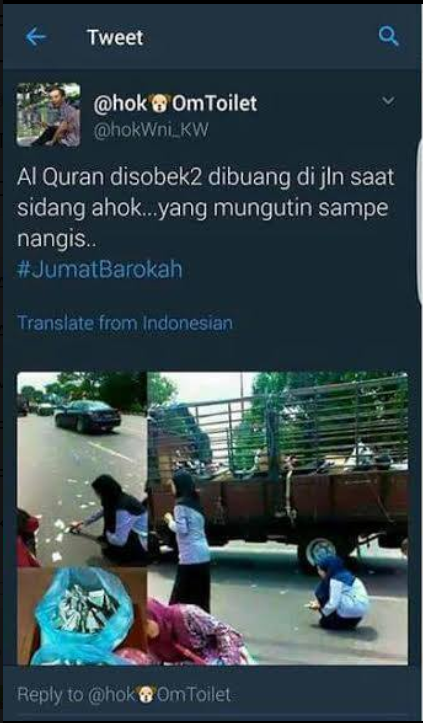 Tweet
@hok🐶OmToilet
@hokWni_KW
Al Quran disobek2 dibuang di jln saat
sidang ahok...yang mungutin sampe
nangis..
#JumatBarokah
Translate from Indonesian
Reply to @hok🐶OmToilet